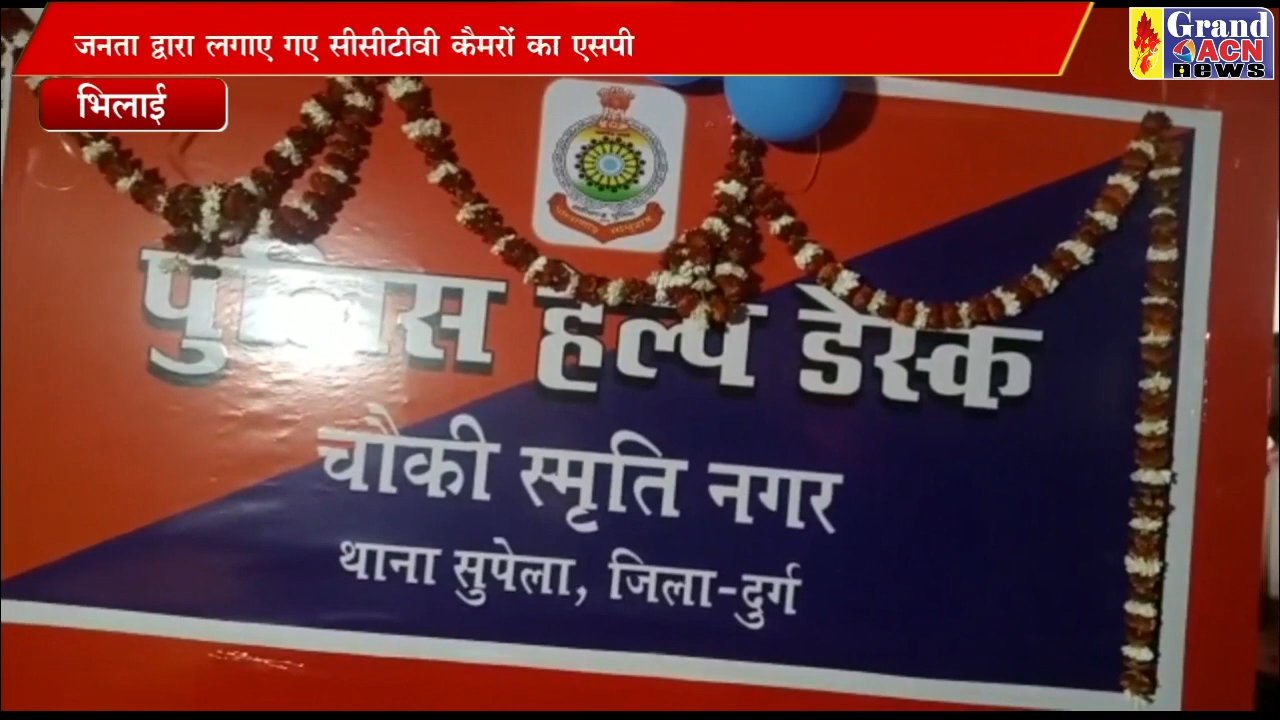 जनता द्वारा लगाए गए सीसीटीवी कैमरों का एसपी
Grand
ACN
news
भिलाई
पुलिस हेल्प डेस्क
चौकी स्मृति नगर
थाना सुपेला, जिला-दुर्ग